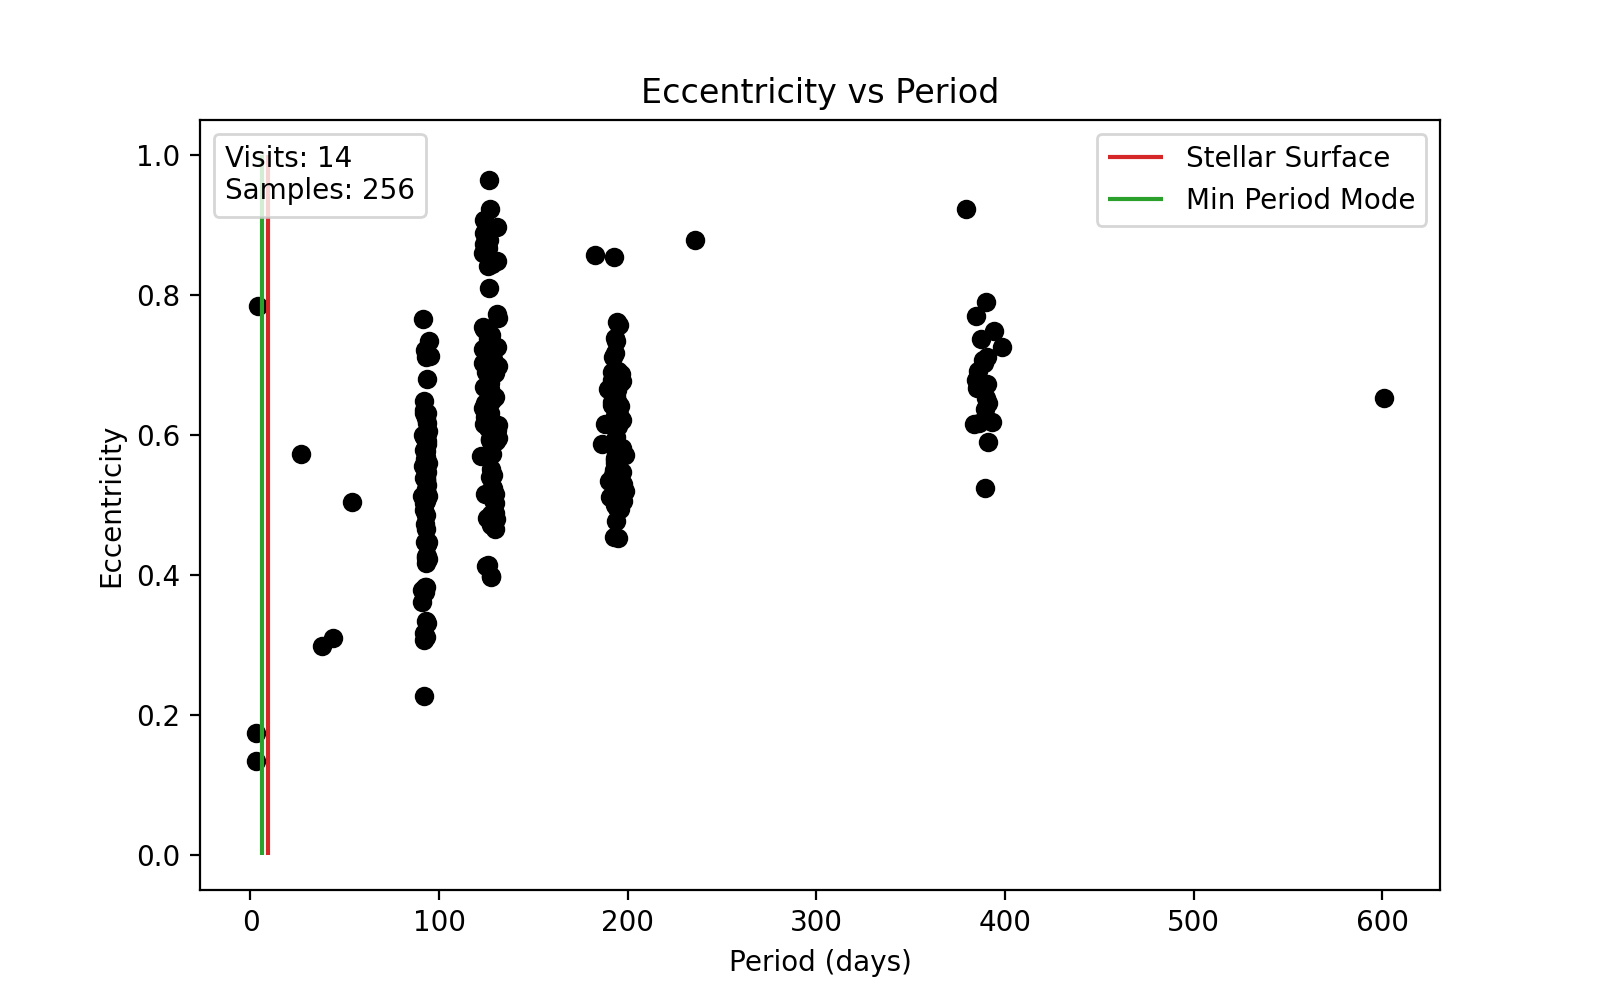 Eccentricity vs Period
Visits: 14
Samples: 256
Stellar Surface
Min Period Mode
1.0
0.8
0.6
0.4
0.2
0.0
Eccentricity
0
100
200
300
400
500
600
Period (days)